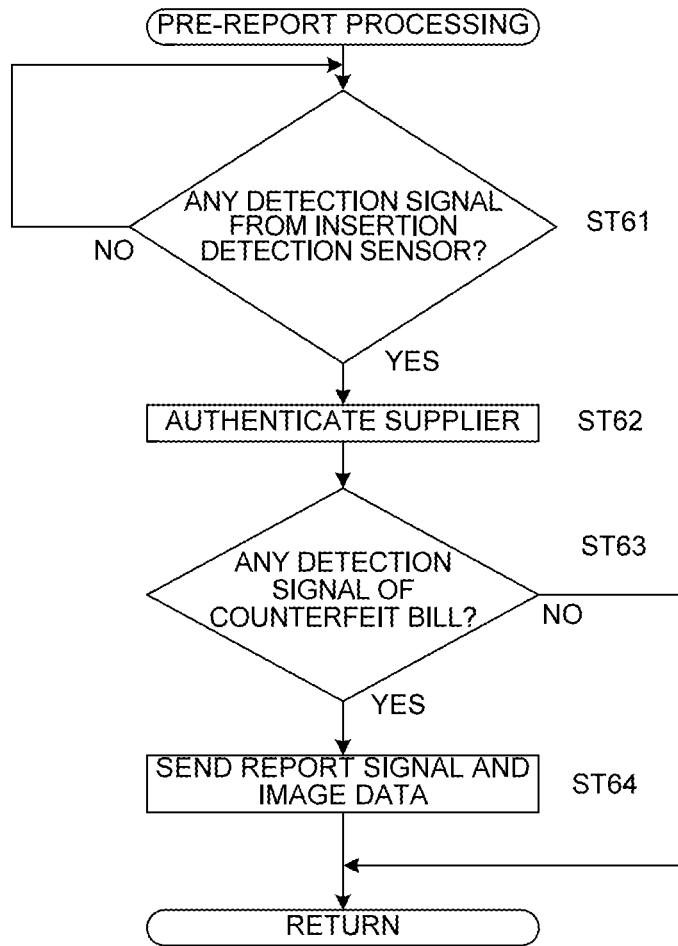 PRE-REPORT PROCESSING
ANY DETECTION SIGNAL
FROM INSERTION
DETECTION SENSOR?
ST61
NO
YES
AUTHENTICATE SUPPLIER
ST62
ST63
ANY DETECTION
SIGNAL OF
COUNTERFEIT BILL?
NO
YES
SEND REPORT SIGNAL AND
IMAGE DATA
ST64
RETURN